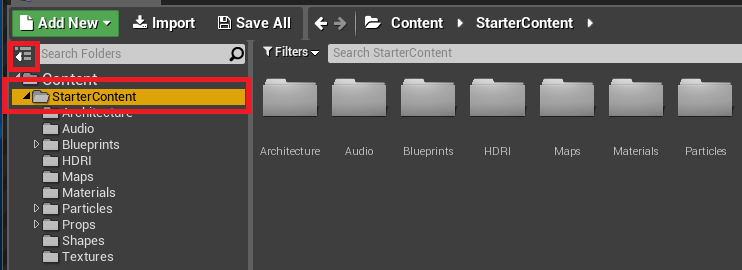 Add New Import Save All Content StarterContent
Search Folders Filters Search StarterContent
Content
StarterContent
Architecture
Audio
Blueprints
HDRI
Maps
Materials
Particles
Props
Shapes
Textures
Architecture Audio Blueprints HDRI Maps Materials Particles